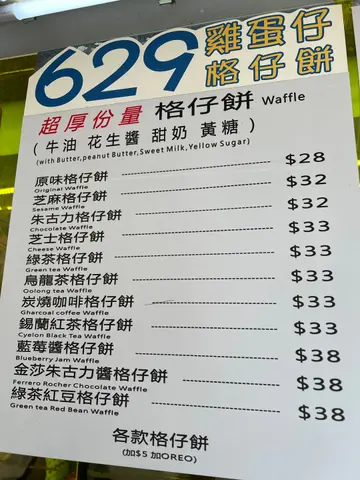 629 雞蛋仔
格仔餅
超厚份量 格仔餅 Waffle
(牛油 花生醬 甜奶 黃糖)
(with Butter,peanut Butter,Sweet Milk,Yellow Sugar)
原味格仔餅 $28
Original Waffle
芝麻格仔餅 $32
Sesame Waffle
朱古力格仔餅 $32
Chocolate Waffle
芝士格仔餅 $33
Cheese Waffle
綠茶格仔餅 $33
Green tea Waffle
烏龍茶格仔餅 $33
Oolong tea Waffle
炭燒咖啡格仔餅 $33
Gharcoal coffee Waffle
錫蘭紅茶格仔餅 $33
Cyelon Black Tea Waffle
藍莓醬格仔餅 $38
Blueberry Jam Waffle
金莎朱古力醬格仔餅 $38
Ferrero Rocher Chocolate Waffle
綠茶紅豆格仔餅 $38
Green tea Red Bean Waffle
各款格仔餅
(加$5 加OREO)